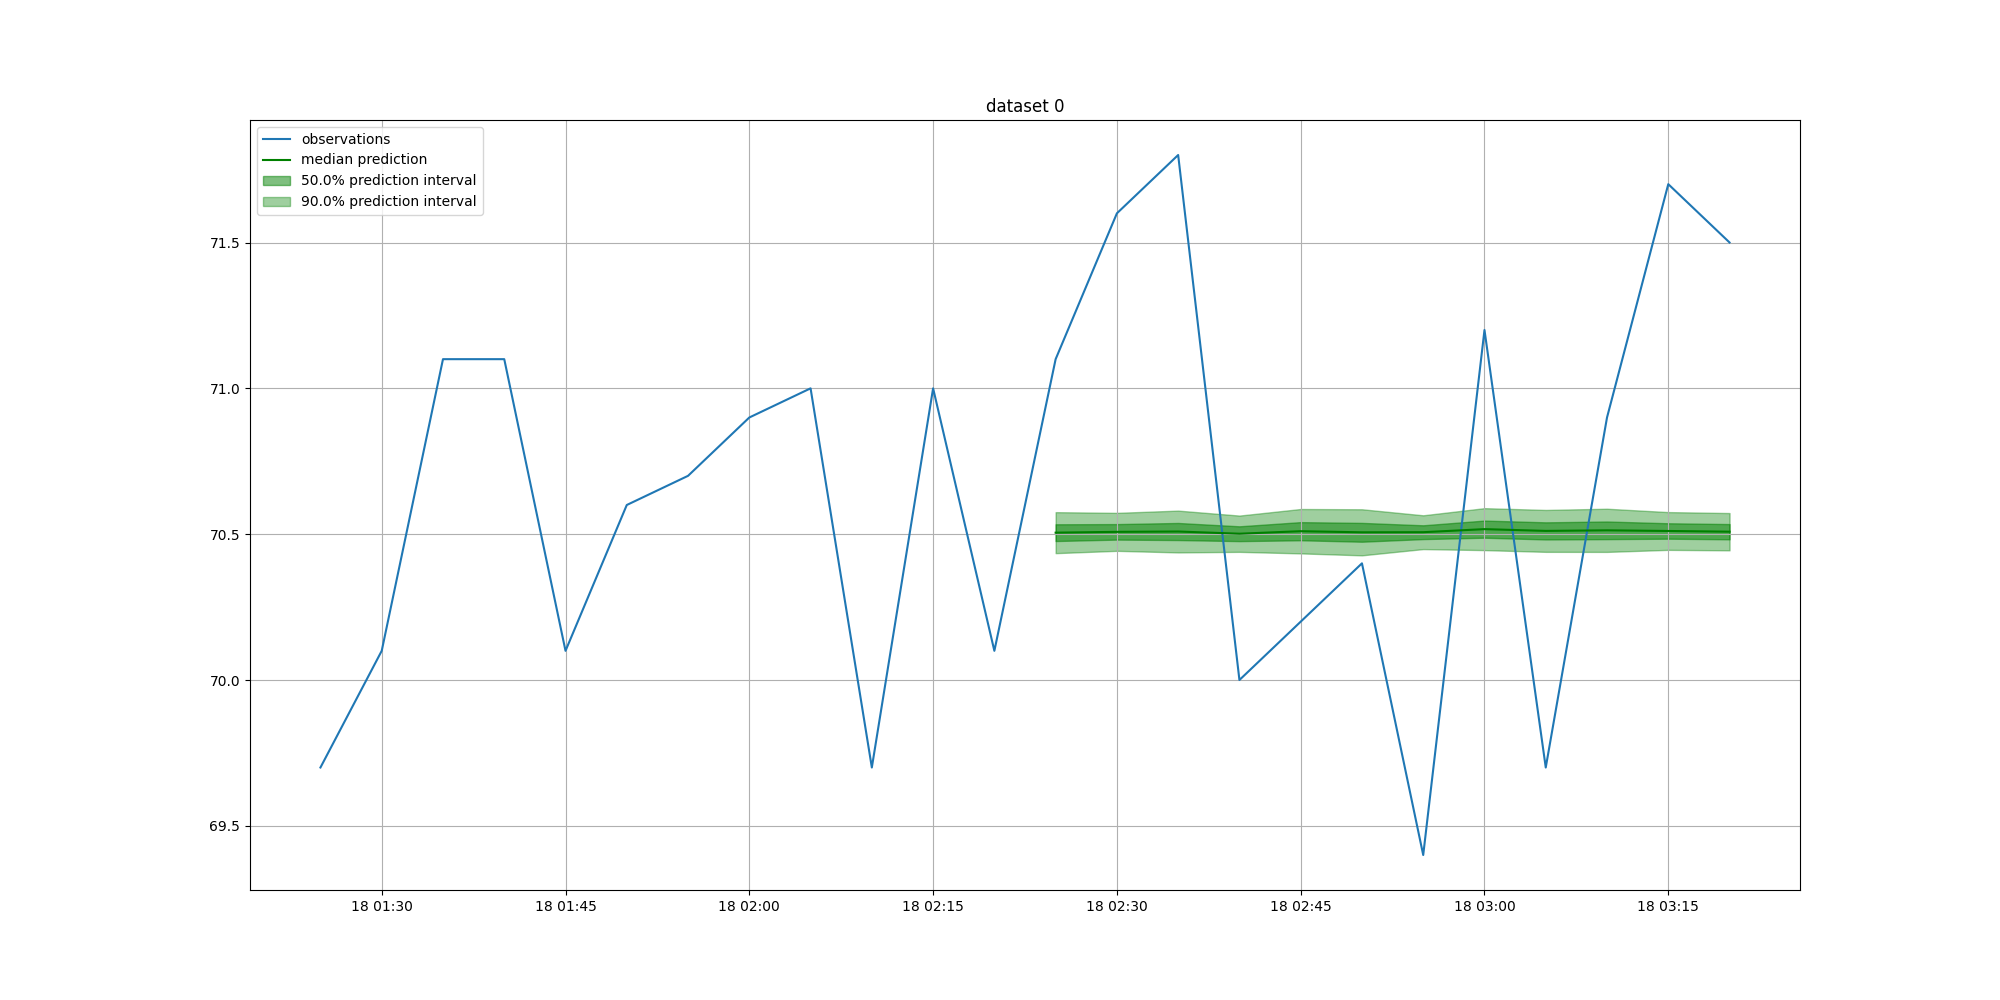 dataset 0
observations
median prediction
50.0% prediction interval
90.0% prediction interval
71.5
71.0
70.5
70.0
69.5
18 01:30 18 01:45 18 02:00 18 02:15 18 02:30 18 02:45 18 03:00 18 03:15